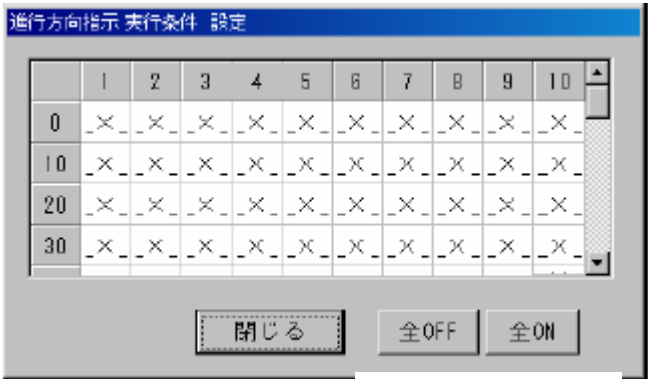 進行方向指示 実行条件 設定
1 2 3 4 5 6 7 8 9 10
0 _×_ _×_ _×_ _×_ _×_ _×_ _×_ _×_ _×_ _×_
10 _×_ _×_ _×_ _×_ _×_ _×_ _×_ _×_ _×_ _×_
20 _×_ _×_ _×_ _×_ _×_ _×_ _×_ _×_ _×_ _×_
30 _×_ _×_ _×_ _×_ _×_ _×_ _×_ _×_ _×_ _×_
閉じる 全OFF 全ON